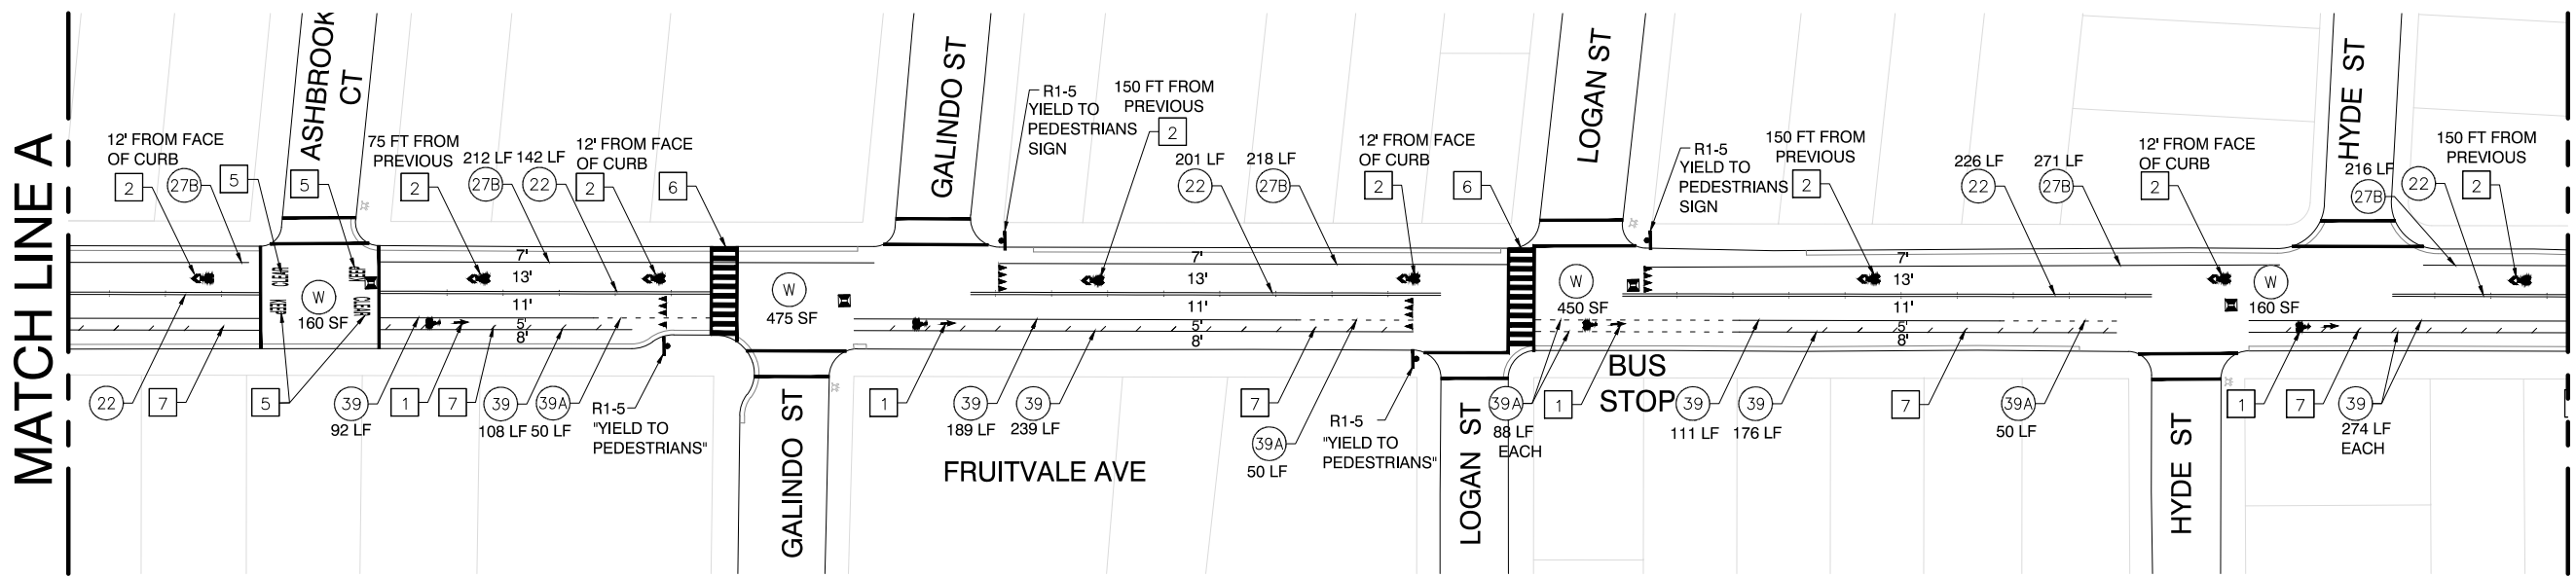 MATCH LINE A
ASHBROOK
CT
GALINDO ST
LOGAN ST
HYDE ST
12' FROM FACE
OF CURB
2
27B
5
5
75 FT FROM
PREVIOUS
2
212 LF
27B
142 LF
22
12' FROM FACE
OF CURB
2
6
R1-5
YIELD TO
PEDESTRIANS
SIGN
150 FT FROM
PREVIOUS
2
201 LF
22
218 LF
27B
12' FROM FACE
OF CURB
2
6
R1-5
YIELD TO
PEDESTRIANS
SIGN
150 FT FROM
PREVIOUS
2
226 LF
22
271 LF
27B
12' FROM FACE
OF CURB
2
216 LF
27B
22
150 FT FROM
PREVIOUS
2
CLEAR
KEEP
KEEP
CLEAR
W
160 SF
7'
13'
11'
5'
8'
W
475 SF
7'
13'
11'
5'
8'
W
450 SF
7'
13'
11'
5'
8'
W
160 SF
22
7
5
39
92 LF
1
7
39
108 LF
39A
50 LF
R1-5
"YIELD TO
PEDESTRIANS"
GALINDO ST
1
39
189 LF
39
239 LF
7
39A
50 LF
R1-5
"YIELD TO
PEDESTRIANS"
FRUITVALE AVE
LOGAN ST
39A
88 LF
EACH
1
BUS
STOP
39
111 LF
39
176 LF
7
39A
50 LF
HYDE ST
1
7
39
274 LF
EACH